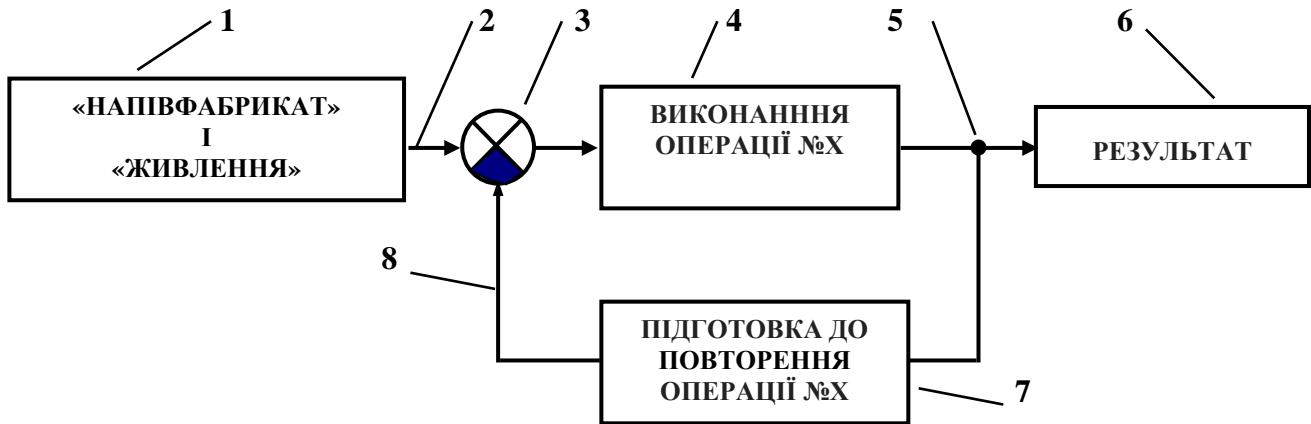 1
2
3
4
5
6
«НАПІВФАБРИКАТ»
І
«ЖИВЛЕННЯ»
ВИКОНАНННЯ
ОПЕРАЦІЇ №Х
РЕЗУЛЬТАТ
8
ПІДГОТОВКА ДО
ПОВТОРЕННЯ
ОПЕРАЦІЇ №Х
7